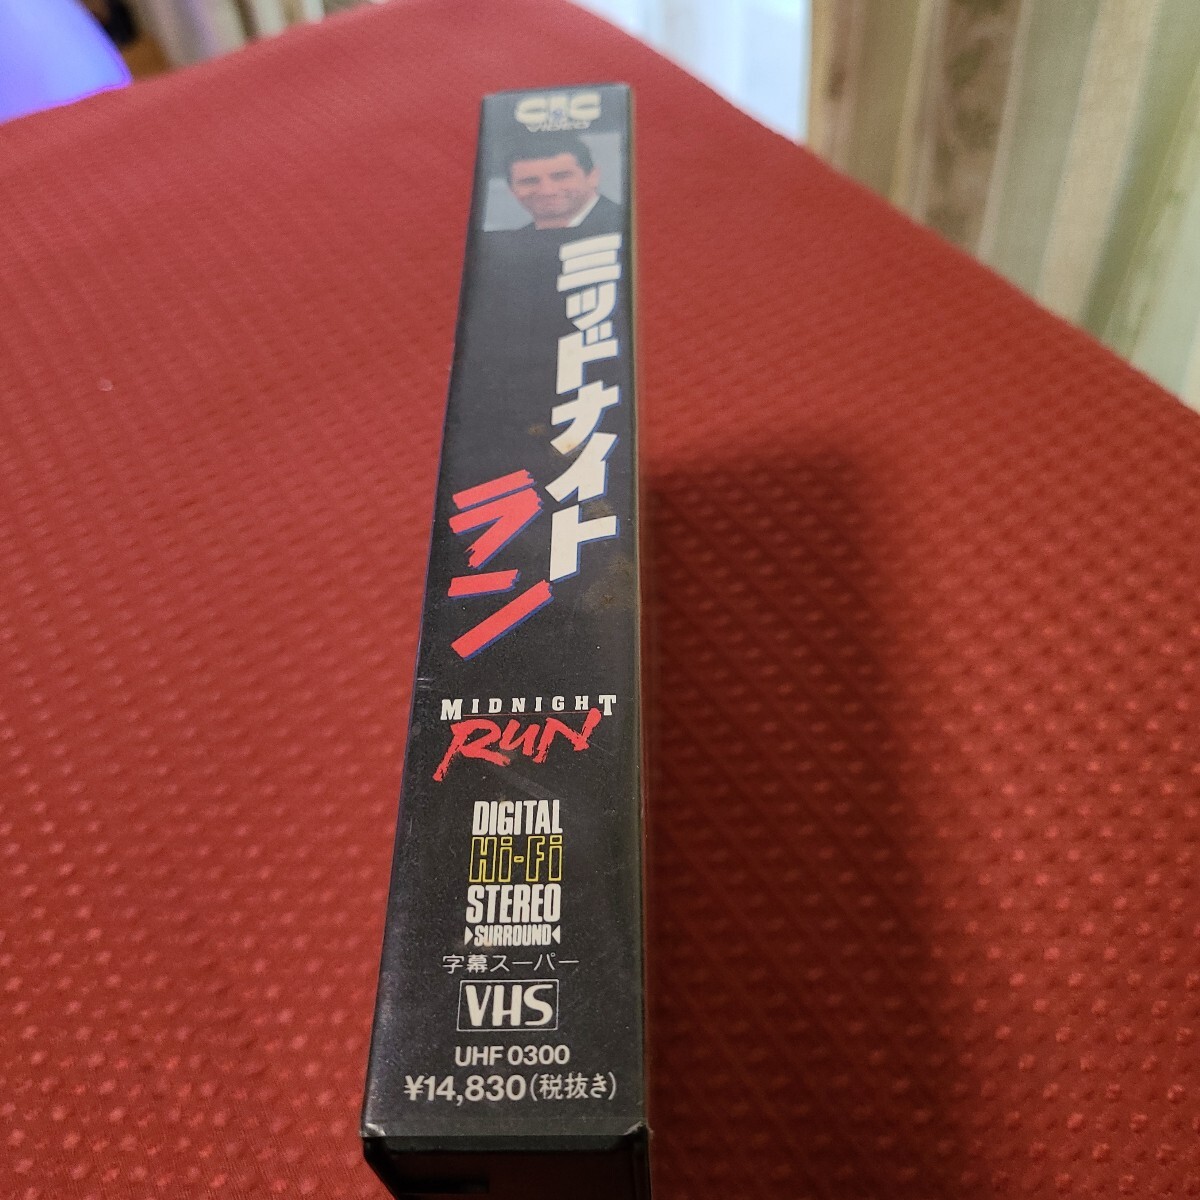 CIC
VIDEO
ミッドナイト
ラン
MIDNIGHT
RUN
DIGITAL
Hi-Fi
STEREO
▶SURROUND◀
字幕スーパー
VHS
UHF 0300
¥14,830(税抜き)